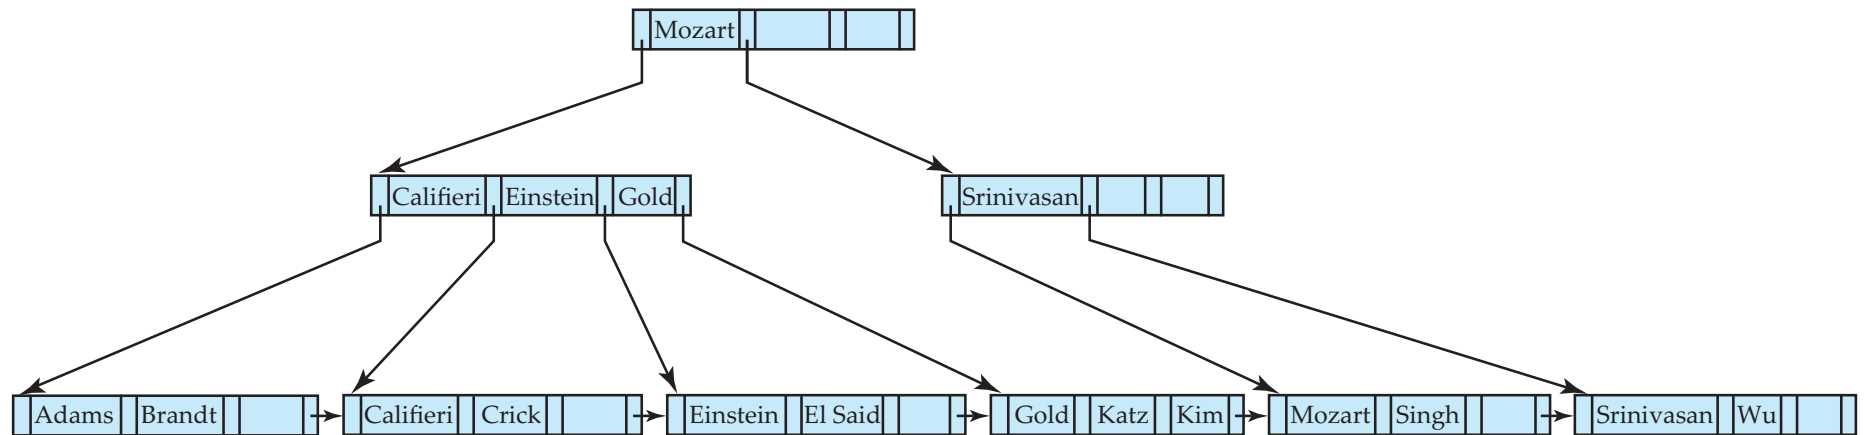 Mozart
Califieri Einstein Gold Srinivasan
Adams Brandt Califieri Crick Einstein El Said Gold Katz Kim Mozart Singh Srinivasan Wu